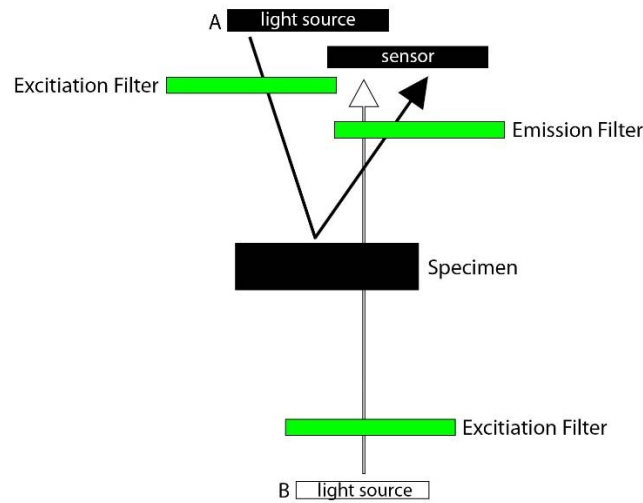 A light source
sensor
Excitiation Filter
Emission Filter
Specimen
Excitiation Filter
B light source